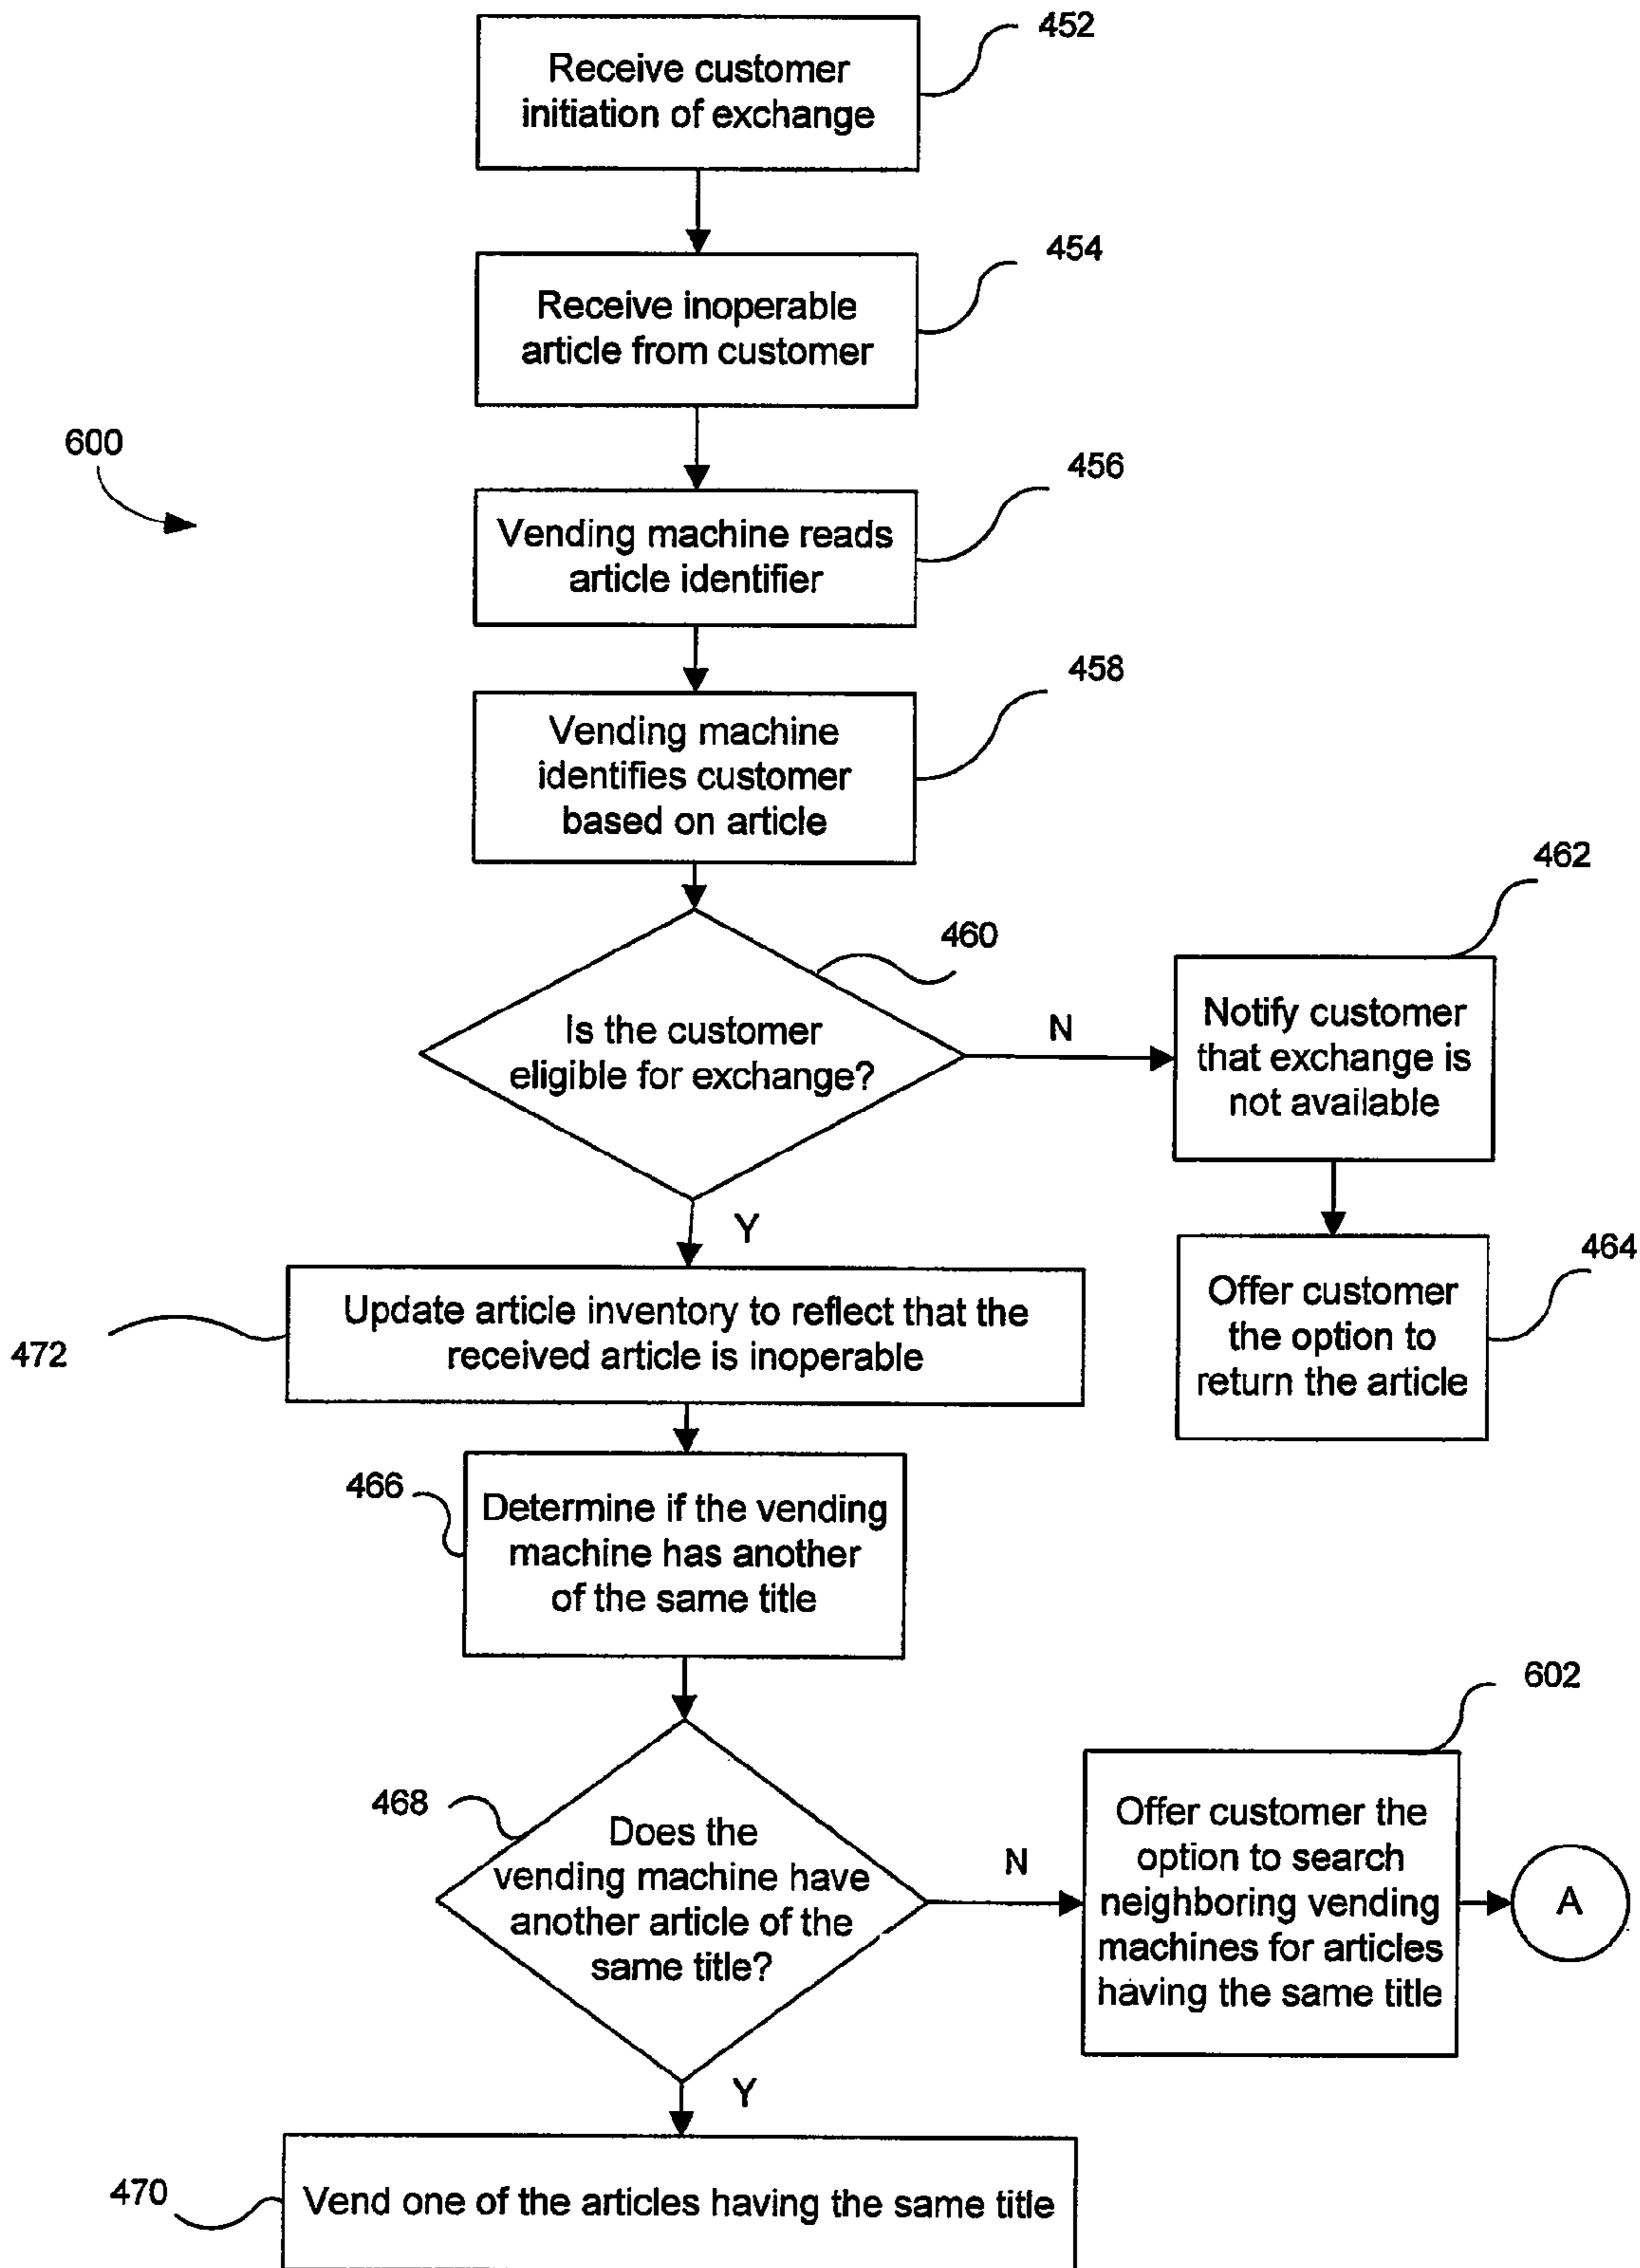 452
Receive customer
initiation of exchange
454
Receive inoperable
article from customer
600
456
Vending machine reads
article identifier
458
Vending machine
identifies customer
based on article
462
460
Is the customer
eligible for exchange?
N
Notify customer
that exchange is
not available
Y
464
Offer customer
the option to
return the article
472
Update article inventory to reflect that the
received article is inoperable
466
Determine if the vending
machine has another
of the same title
602
468
Does the
vending machine have
another article of the
same title?
N
Offer customer the
option to search
neighboring vending
machines for articles
having the same title
A
Y
470
Vend one of the articles having the same title